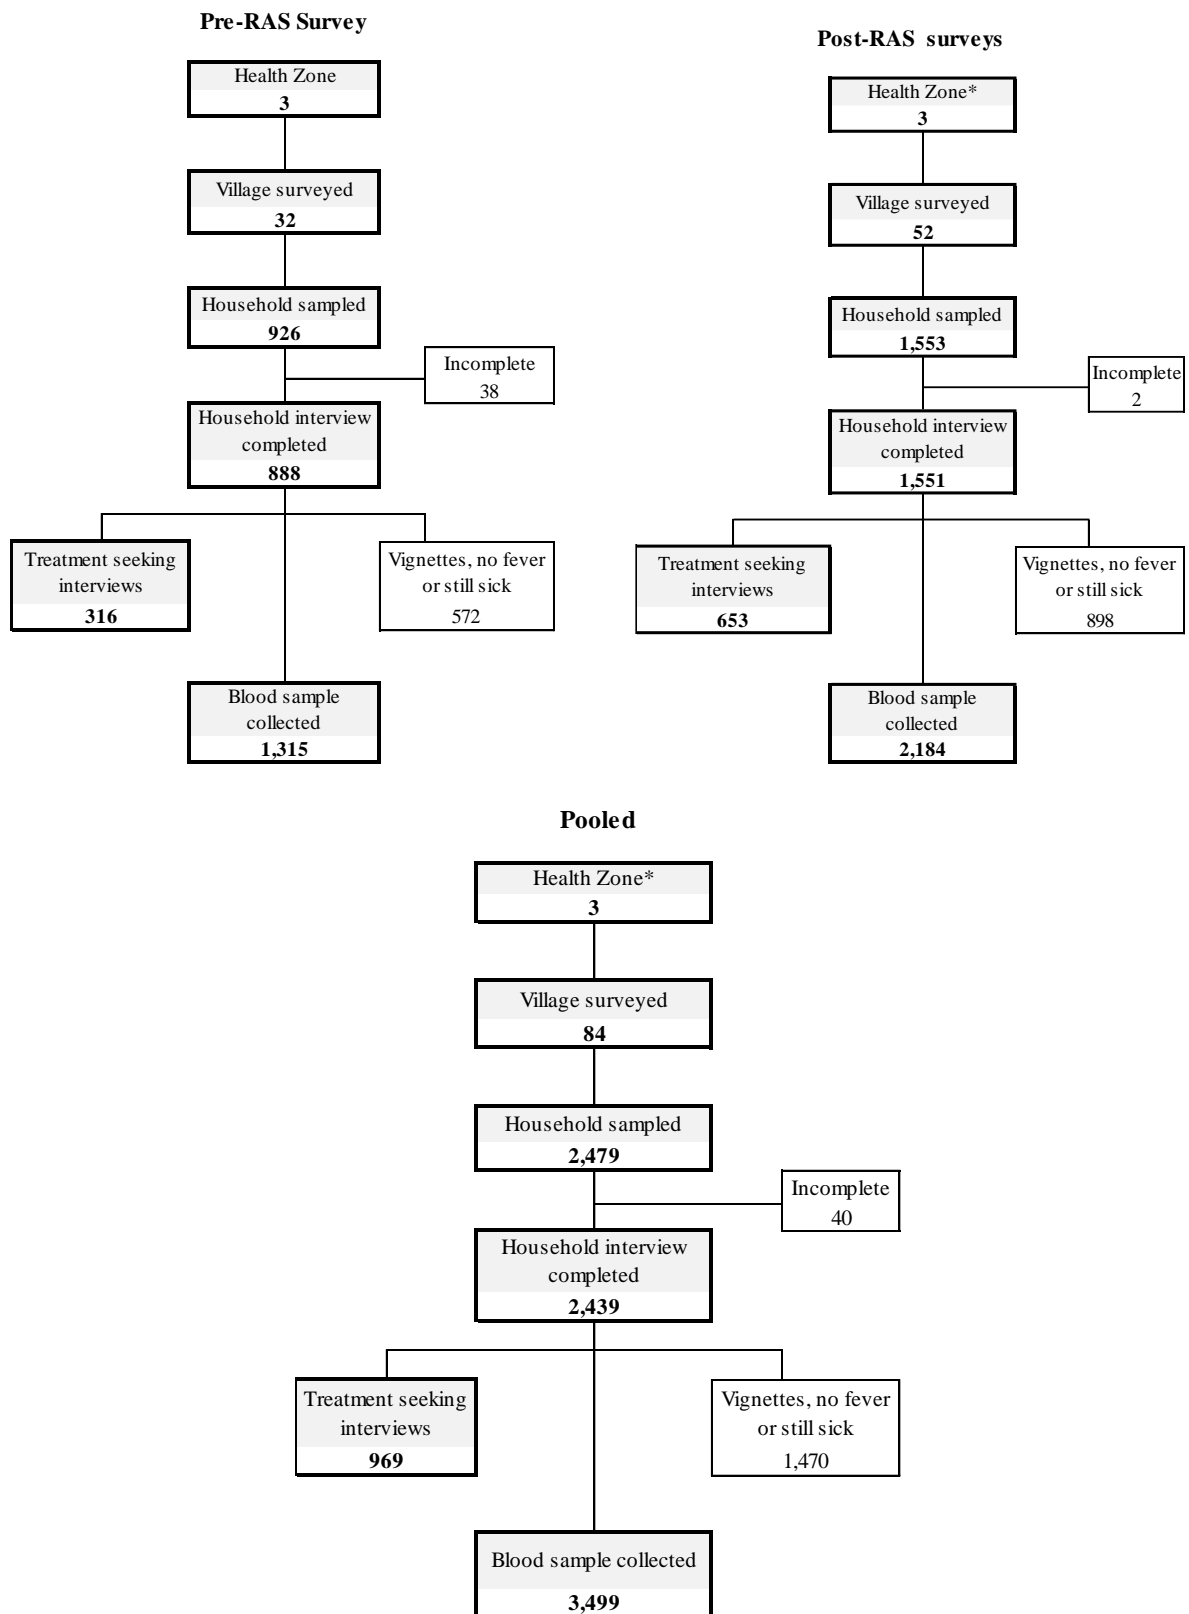 Pre-RAS Survey
Health Zone
3
Village surveyed
32
Household sampled
926
Incomplete
38
Household interview
completed
888
Treatment seeking
interviews
316
Vignettes, no fever
or still sick
572
Blood sample
collected
1,315
Post-RAS surveys
Health Zone*
3
Village surveyed
52
Household sampled
1,553
Incomplete
2
Household interview
completed
1,551
Treatment seeking
interviews
653
Vignettes, no fever
or still sick
898
Blood sample
collected
2,184
Pooled
Health Zone*
3
Village surveyed
84
Household sampled
2,479
Incomplete
40
Household interview
completed
2,439
Treatment seeking
interviews
969
Vignettes, no fever
or still sick
1,470
Blood sample collected
3,499